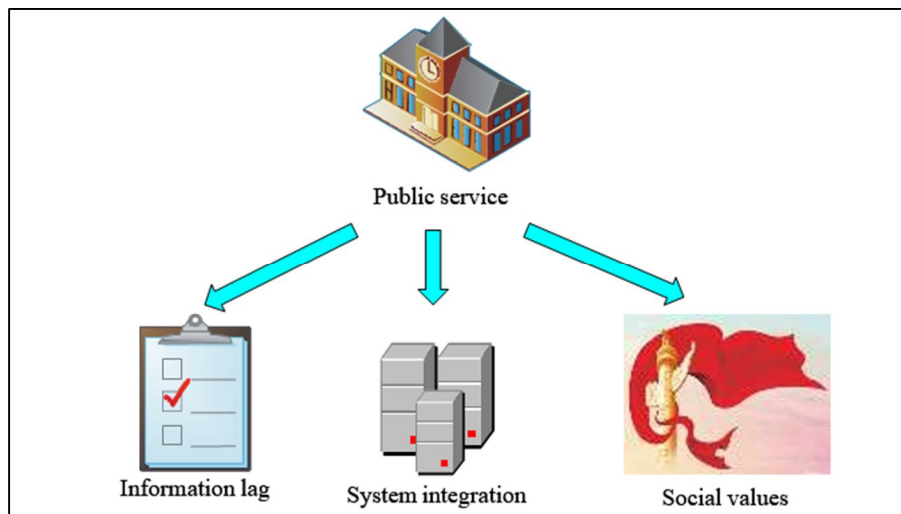 Public service
Information lag
System integration
Social values